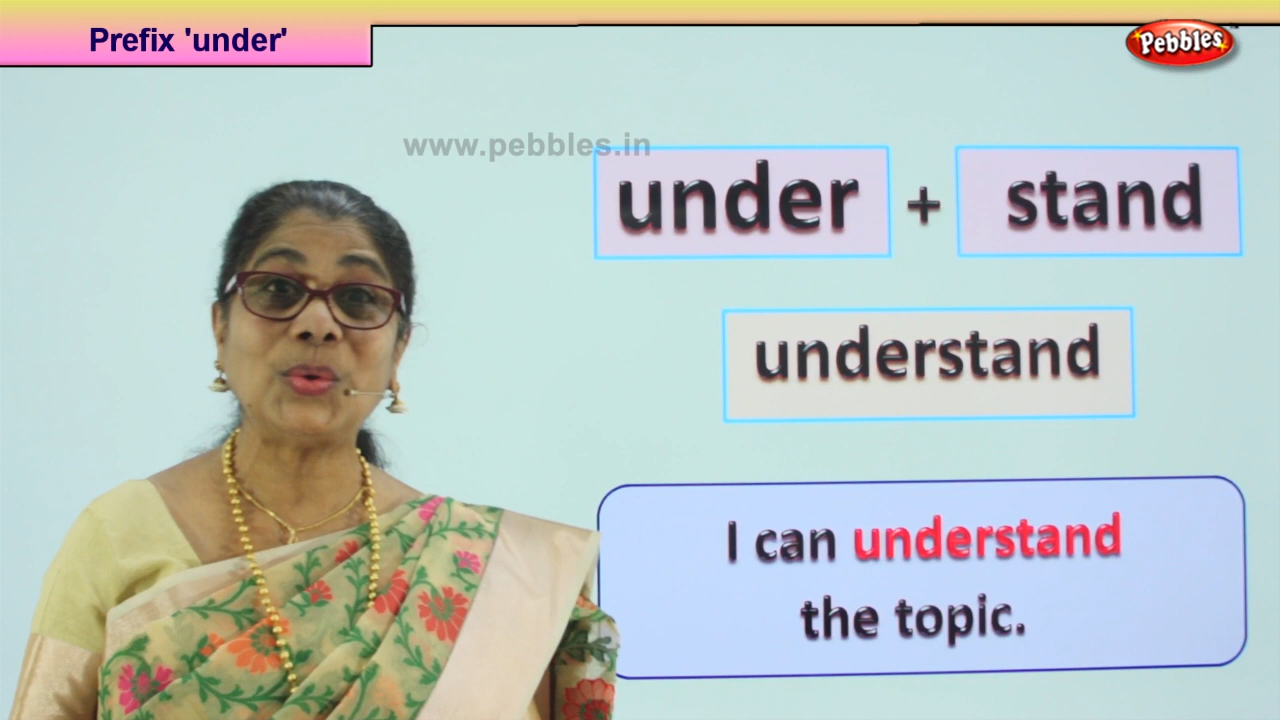 Prefix 'under'
Pebbles
www.pebbles.in
under + stand
understand
I can understand
the topic.